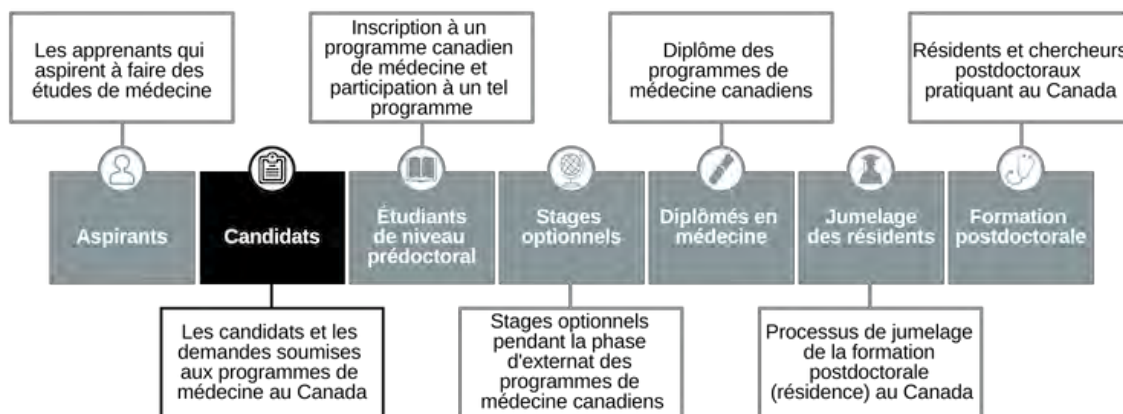 Les apprenants qui
aspirent à faire des
études de médecine
Inscription à un
programme canadien
de médecine et
participation à un tel
programme
Diplôme des
programmes de
médecine canadiens
Résidents et chercheurs
postdoctoraux
pratiquant au Canada
Aspirants
Candidats
Étudiants
de niveau
prédoctoral
Stages
optionnels
Diplômés en
médecine
Jumelage
des résidents
Formation
postdoctorale
Les candidats et les
demandes soumises
aux programmes de
médecine au Canada
Stages optionnels
pendant la phase
d'externat des
programmes de
médecine canadiens
Processus de jumelage
de la formation
postdoctorale
(résidence) au Canada